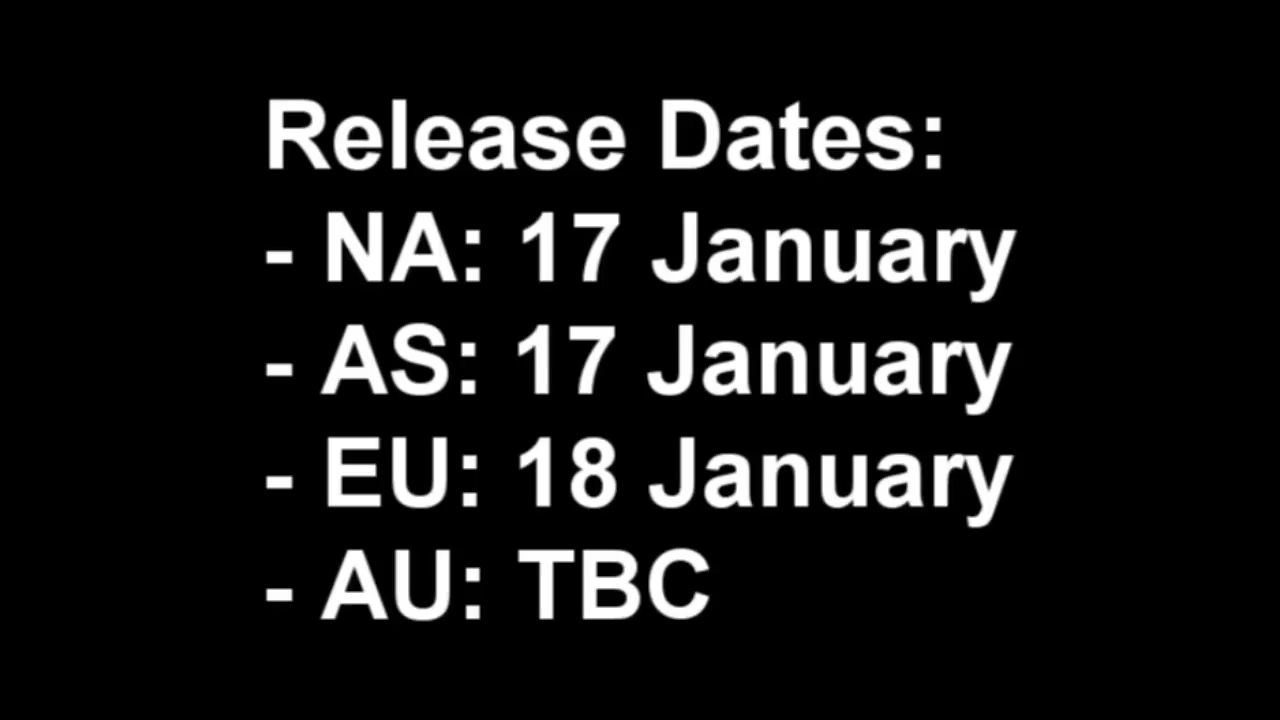 Release Dates:
- NA: 17 January
- AS: 17 January
- EU: 18 January
- AU: TBC